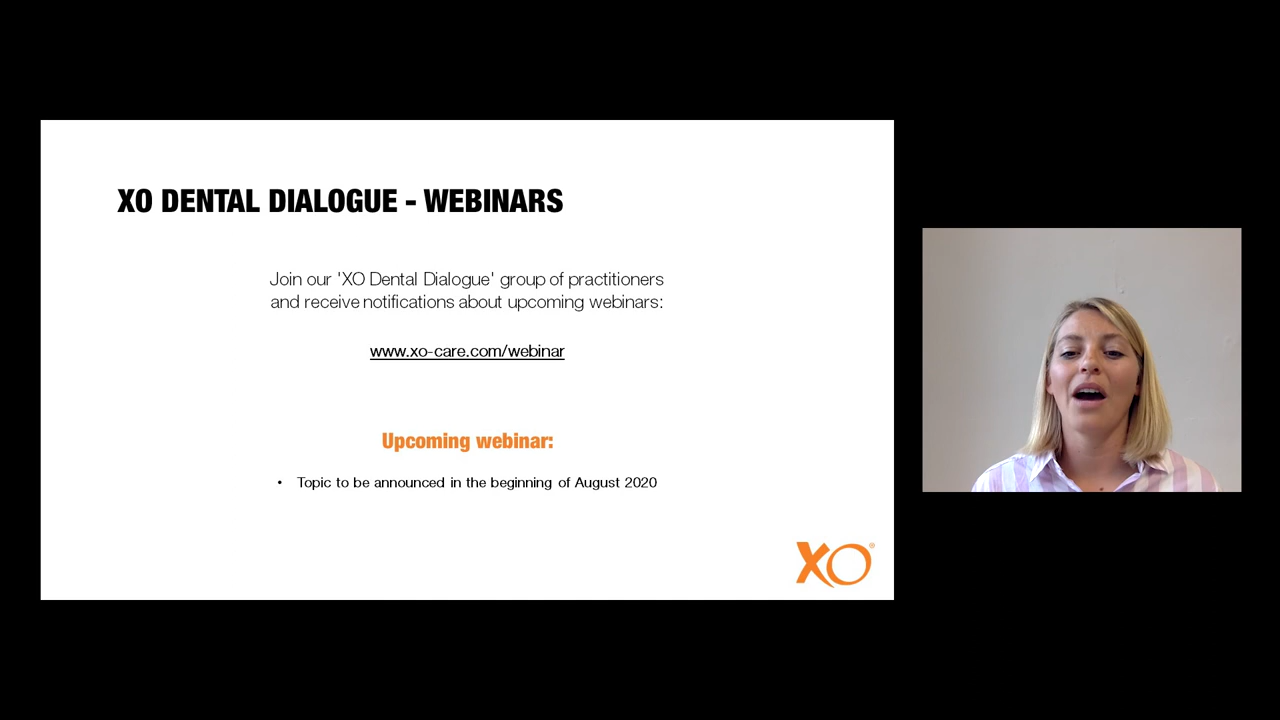 XO DENTAL DIALOGUE - WEBINARS
Join our 'XO Dental Dialogue' group of practitioners
and receive notifications about upcoming webinars:
www.xo-care.com/webinar
Upcoming webinar:
• Topic to be announced in the beginning of August 2020
XO®